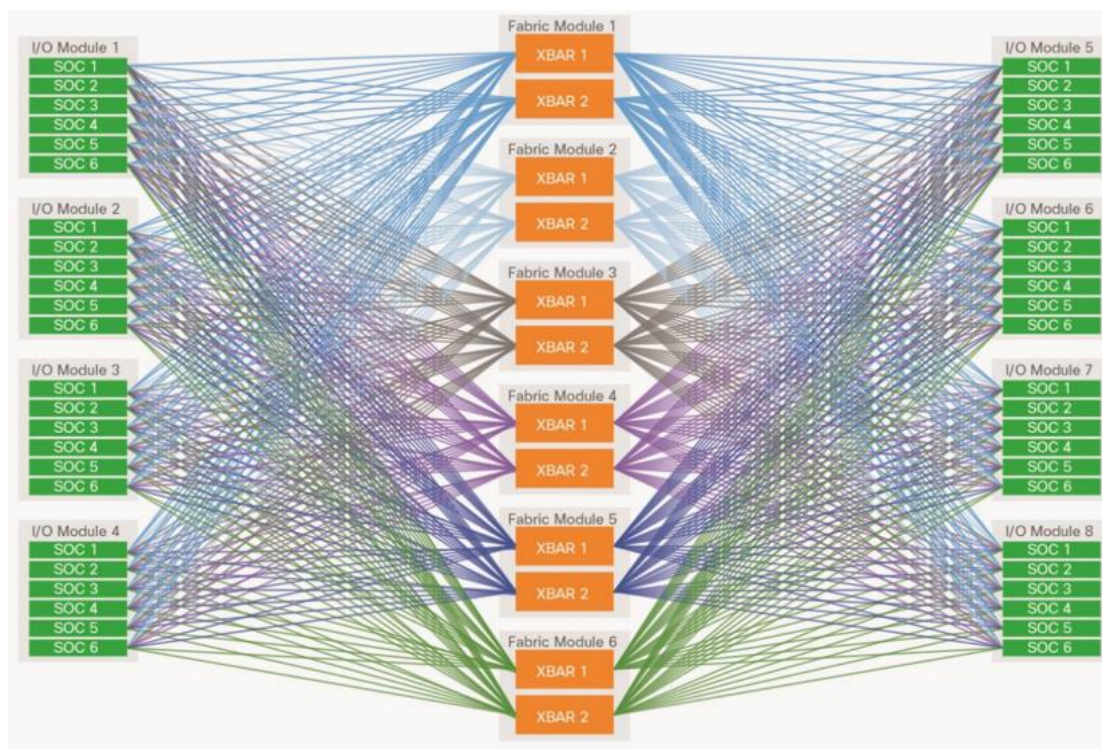 I/O Module 1
SOC 1
SOC 2
SOC 3
SOC 4
SOC 5
SOC 6
I/O Module 2
SOC 1
SOC 2
SOC 3
SOC 4
SOC 5
SOC 6
I/O Module 3
SOC 1
SOC 2
SOC 3
SOC 4
SOC 5
SOC 6
I/O Module 4
SOC 1
SOC 2
SOC 3
SOC 4
SOC 5
SOC 6
Fabric Module 1
XBAR 1
XBAR 2
Fabric Module 2
XBAR 1
XBAR 2
Fabric Module 3
XBAR 1
XBAR 2
Fabric Module 4
XBAR 1
XBAR 2
Fabric Module 5
XBAR 1
XBAR 2
Fabric Module 6
XBAR 1
XBAR 2
I/O Module 5
SOC 1
SOC 2
SOC 3
SOC 4
SOC 5
SOC 6
I/O Module 6
SOC 1
SOC 2
SOC 3
SOC 4
SOC 5
SOC 6
I/O Module 7
SOC 1
SOC 2
SOC 3
SOC 4
SOC 5
SOC 6
I/O Module 8
SOC 1
SOC 2
SOC 3
SOC 4
SOC 5
SOC 6